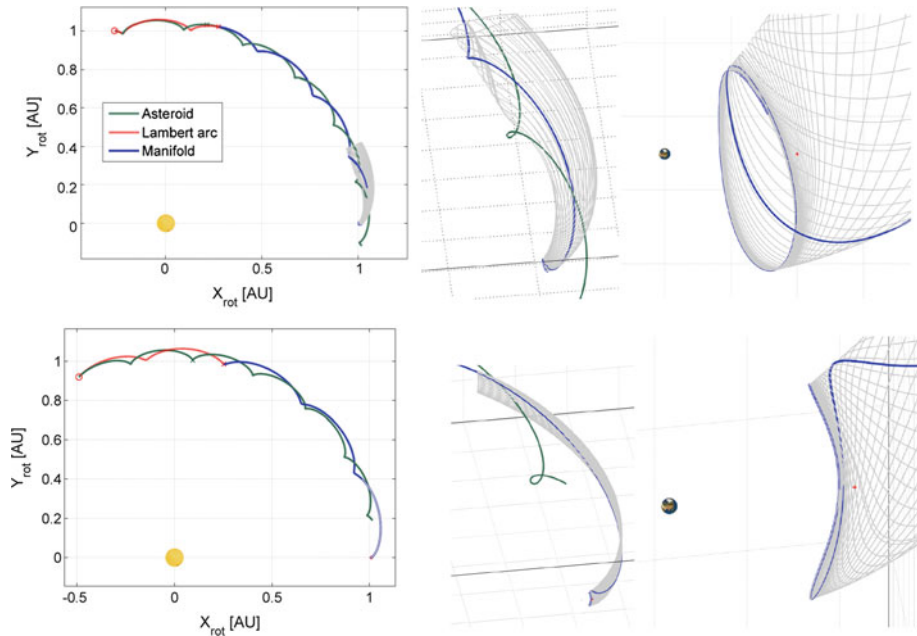 1
0.8
0.6
0.4
0.2
0
Y_rot [AU]
Asteroid
Lambert arc
Manifold
0
0.5
1
X_rot [AU]
1
0.8
0.6
0.4
0.2
0
Y_rot [AU]
-0.5
0
0.5
1
X_rot [AU]